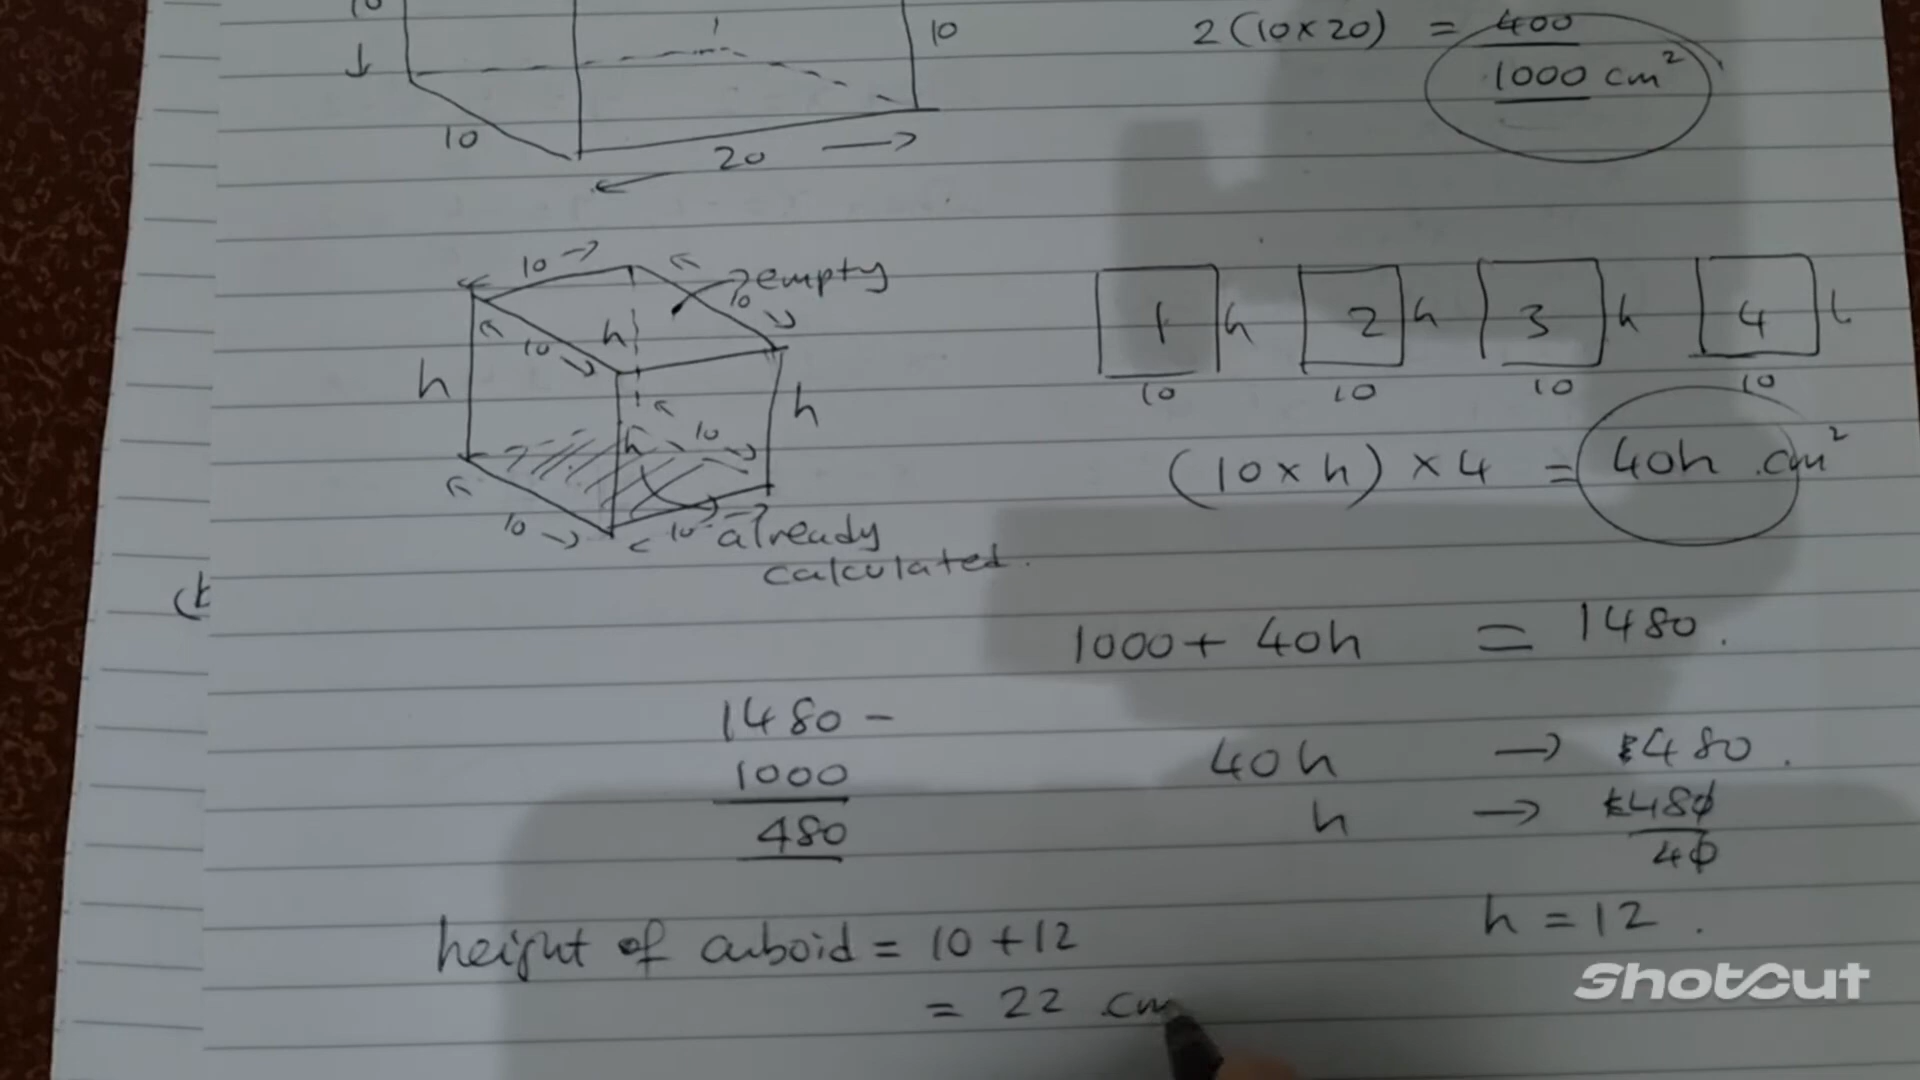 10
10
10
20
2 (10 x 20) = 400
1000 cm²
10
empty
10
h
10
h
h
h
10
10
10
already
calculated.
1 h 2 h 3 h 4
10 10 10 10
(10 x h) x 4 = 40h cm²
1000 + 40h = 1480.
1480 -
1000
480
40h → 480.
h → 480
40
h = 12.
height of cuboid = 10 + 12
= 22 cm
Shotcut